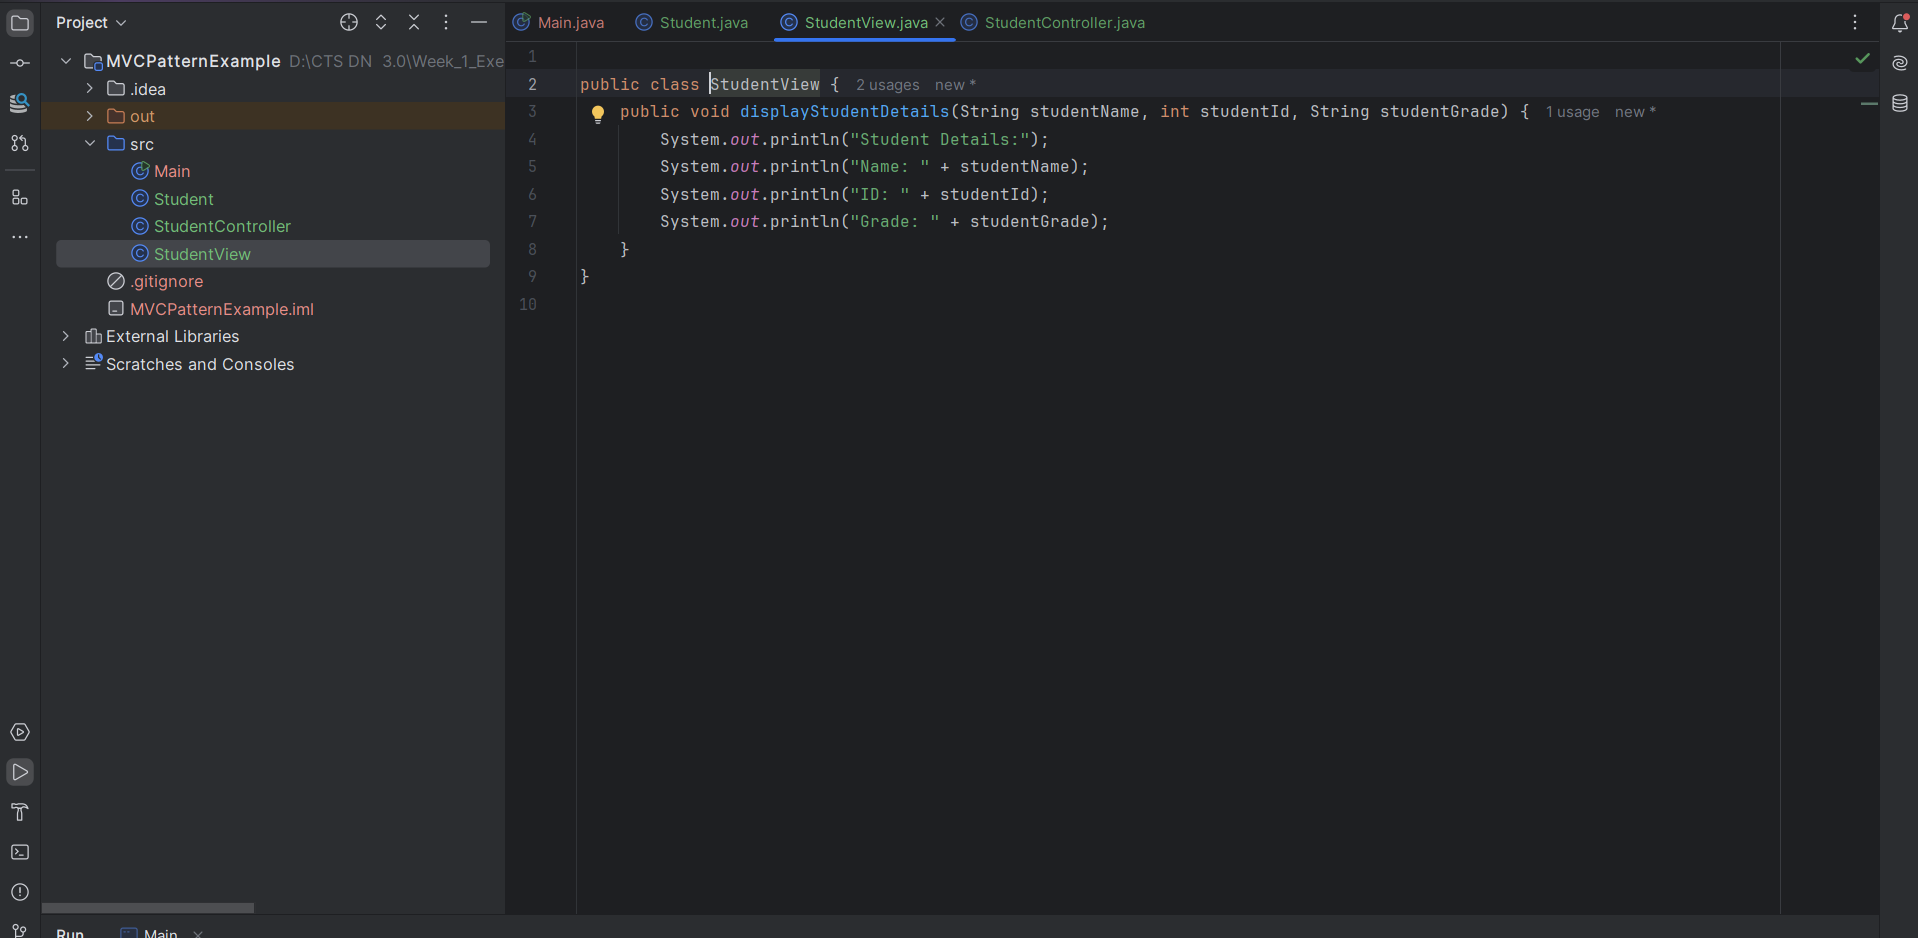 Project
Main.java Student.java StudentView.java StudentController.java
MVCPatternExample D:\CTS DN 3.0\Week_1_Exe
.idea
out
src
Main
Student
StudentController
StudentView
.gitignore
MVCPatternExample.iml
External Libraries
Scratches and Consoles
1
2 public class StudentView { 2 usages new *
3 public void displayStudentDetails(String studentName, int studentId, String studentGrade) { 1 usage new *
4 System.out.println("Student Details:");
5 System.out.println("Name: " + studentName);
6 System.out.println("ID: " + studentId);
7 System.out.println("Grade: " + studentGrade);
8 }
9 }
10
Run Main